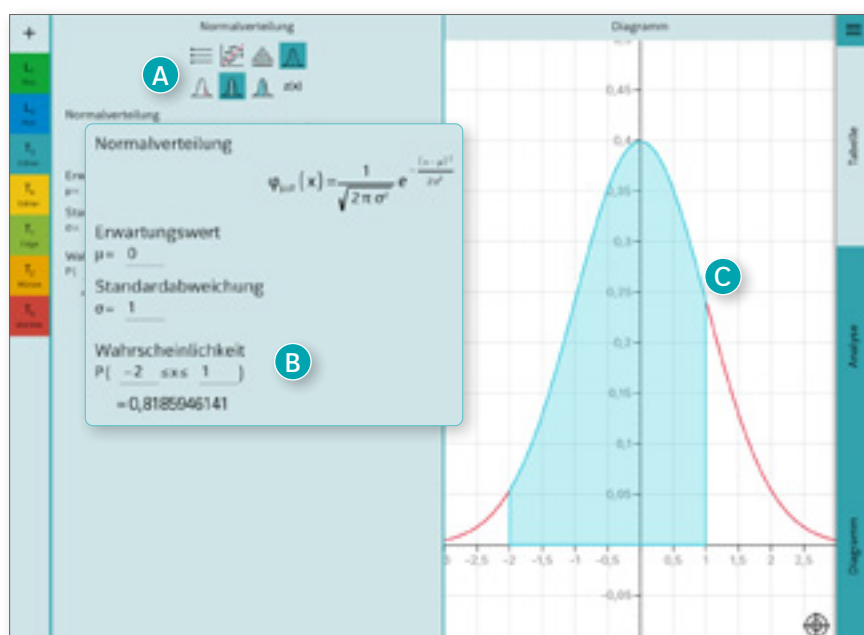 +
Normalverteilung
Diagramm
A
z(x)
Normalverteilung
Normalverteilung
φμ;σ(x)=1/√2πσ² e^-(x-μ)²/2σ²
Erwartungswert
μ= 0
Standardabweichung
σ= 1
Wahrscheinlichkeit
P( -2 ≤x≤ 1 )
=0,8185946141
B
C
0,45
0,4
0,35
0,3
0,25
0,2
0,15
0,1
0,05
-2,5 -2 -1,5 -1 -0,5 0,5 1 1,5 2 2,5
-0,05
Tabelle
Analyse
Diagramm